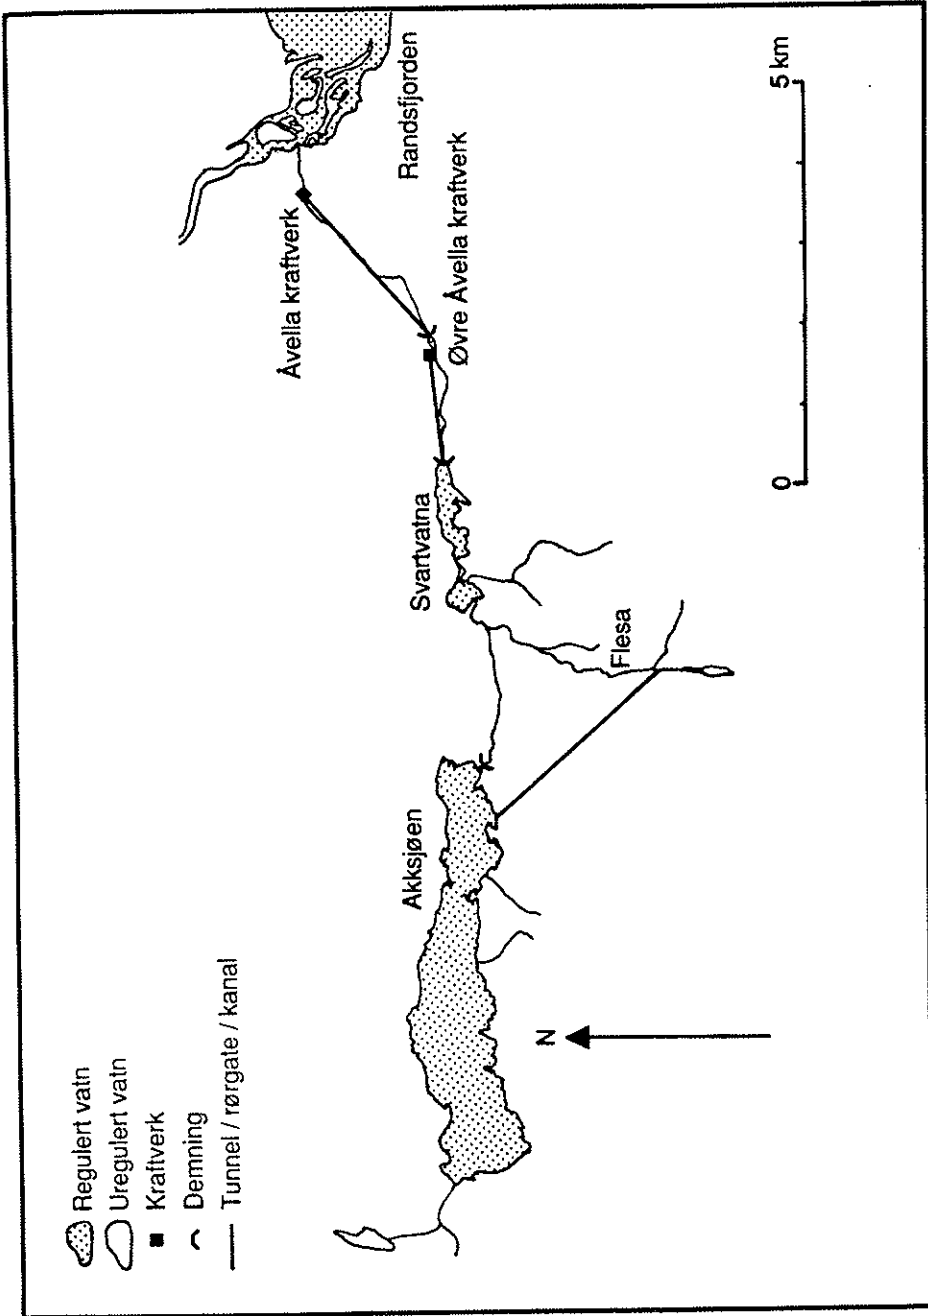 Regulert vatn
Uregulert vatn
Kraftverk
Demning
Tunnel / rørgate / kanal
N
Akksjøen
Flesa
Svartvatna
Øvre Åvella kraftverk
Åvella kraftverk
Randsfjorden
0
5 km